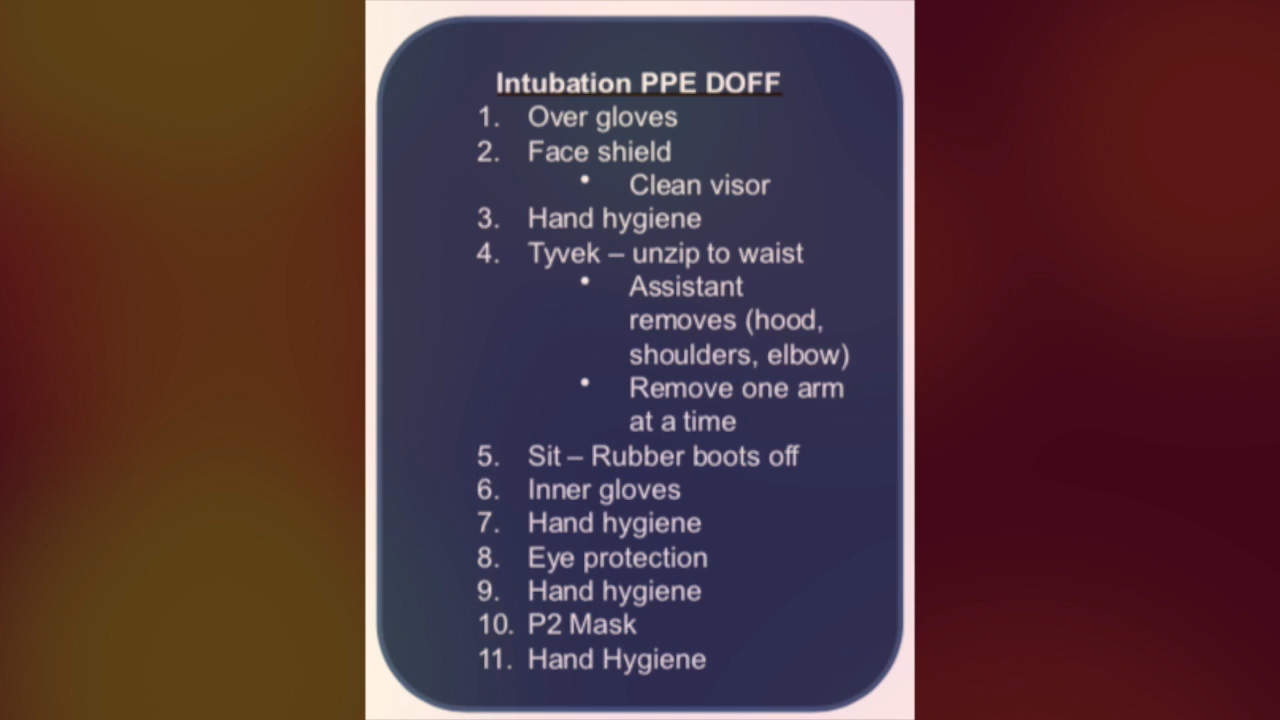 Intubation PPE DOFF
1. Over gloves
2. Face shield
• Clean visor
3. Hand hygiene
4. Tyvek – unzip to waist
• Assistant
removes (hood,
shoulders, elbow)
• Remove one arm
at a time
5. Sit – Rubber boots off
6. Inner gloves
7. Hand hygiene
8. Eye protection
9. Hand hygiene
10. P2 Mask
11. Hand Hygiene